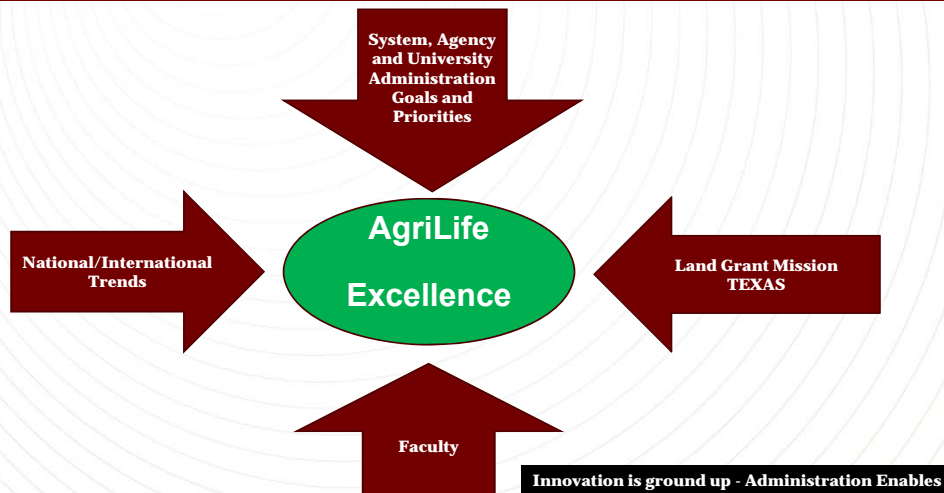 System, Agency
and University
Administration
Goals and
Priorities
AgriLife
Excellence
National/International
Trends
Land Grant Mission
TEXAS
Faculty
Innovation is ground up - Administration Enables